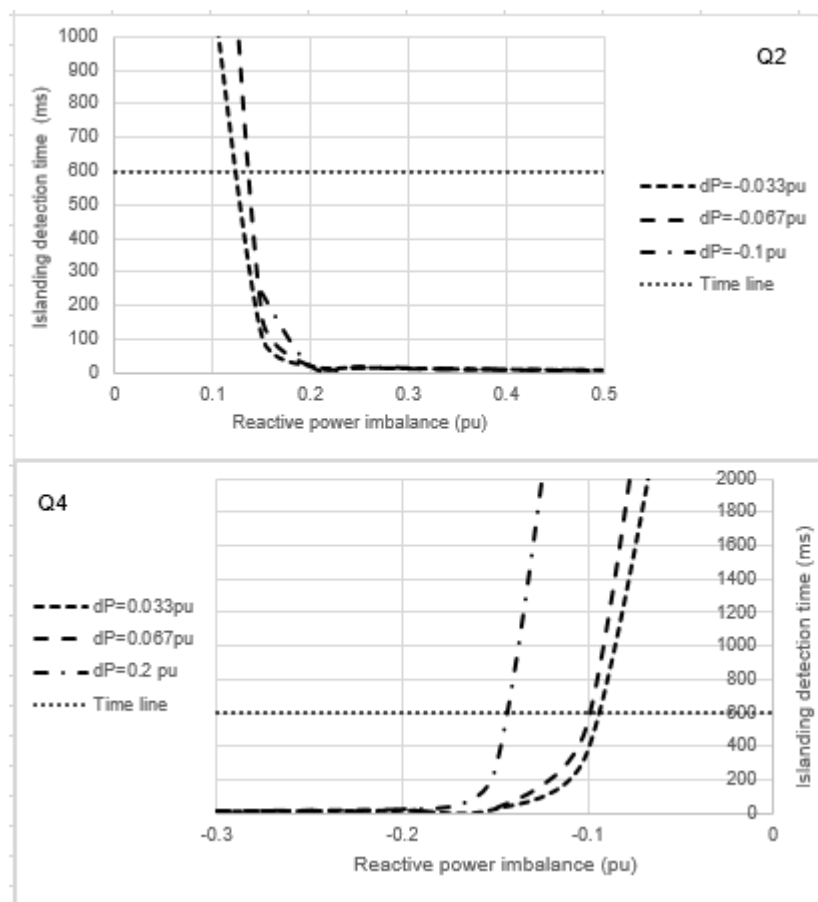 Q2
1000
900
800
700
600
500
400
300
200
100
0
Islanding detection time (ms)
0 0.1 0.2 0.3 0.4 0.5
Reactive power imbalance (pu)
dP=-0.033pu
dP=-0.067pu
dP=-0.1pu
Time line
Q4
dP=0.033pu
dP=0.067pu
dP=0.2 pu
Time line
2000
1800
1600
1400
1200
1000
800
600
400
200
0
Islanding detection time (ms)
-0.3 -0.2 -0.1 0
Reactive power imbalance (pu)